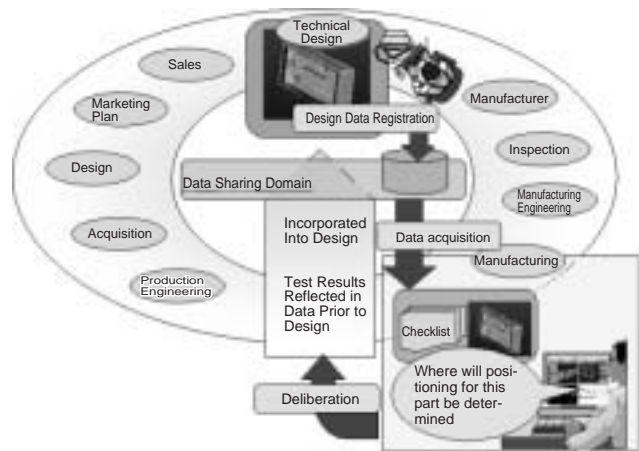 Technical
Design
Sales
Marketing
Plan
Design
Acquisition
Production
Engineering
Design Data Registration
Manufacturer
Inspection
Manufacturing
Engineering
Manufacturing
Data Sharing Domain
Incorporated
Into Design
Data acquisition
Test Results
Reflected in
Data Prior to
Design
Checklist
Where will posi-
tioning for this
part be deter-
mined
Deliberation